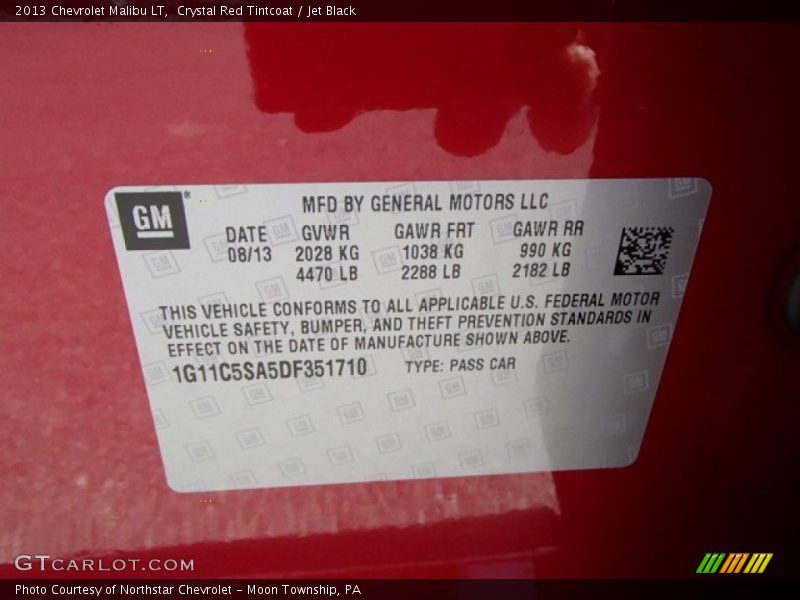 2013 Chevrolet Malibu LT,  Crystal Red Tintcoat / Jet Black
GM®
MFD BY GENERAL MOTORS LLC
DATE GVWR GAWR FRT GAWR RR
08/13 2028 KG 1038 KG 990 KG
4470 LB 2288 LB 2182 LB
THIS VEHICLE CONFORMS TO ALL APPLICABLE U.S. FEDERAL MOTOR
VEHICLE SAFETY, BUMPER, AND THEFT PREVENTION STANDARDS IN
EFFECT ON THE DATE OF MANUFACTURE SHOWN ABOVE.
1G11C5SA5DF351710 TYPE: PASS CAR
GTCARLOT.COM
Photo Courtesy of Northstar Chevrolet - Moon Township, PA